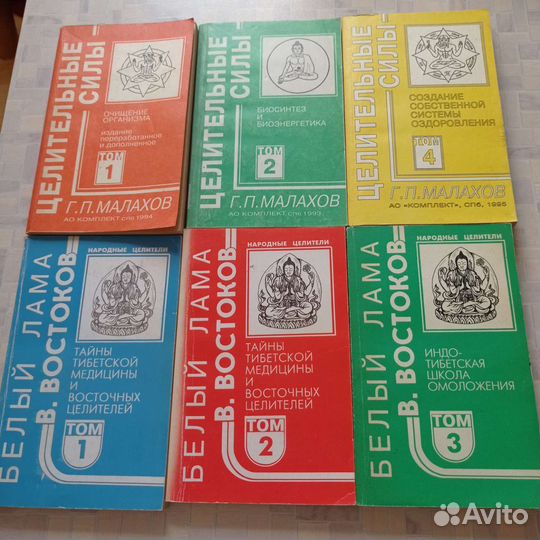 ЦЕЛИТЕЛЬНЫЕ
СИЛЫ
ОЧИЩЕНИЕ
ОРГАНИЗМА
издание
переработанное и
дополненное
ТОМ
1
Г.П.МАЛАХОВ
АО КОМПЛЕКТ СПб 1994
ЦЕЛИТЕЛЬНЫЕ
СИЛЫ
БИОСИНТЕЗ
И
БИОЭНЕРГЕТИКА
ТОМ
2
Г.П.МАЛАХОВ
АО КОМПЛЕКТ СПб 1993
ЦЕЛИТЕЛЬНЫЕ
СИЛЫ
СОЗДАНИЕ
СОБСТВЕННОЙ
СИСТЕМЫ
ОЗДОРОВЛЕНИЯ
ТОМ
4
Г.П.МАЛАХОВ
АО «КОМПЛЕКТ», СПб, 1995
БЕЛЫЙ ЛАМА
В. ВОСТОКОВ
НАРОДНЫЕ ЦЕЛИТЕЛИ
ТАЙНЫ
ТИБЕТСКОЙ
МЕДИЦИНЫ
И
ВОСТОЧНЫХ
ЦЕЛИТЕЛЕЙ
ТОМ
1
БЕЛЫЙ ЛАМА
В. ВОСТОКОВ
НАРОДНЫЕ ЦЕЛИТЕЛИ
ТАЙНЫ
ТИБЕТСКОЙ
МЕДИЦИНЫ
И
ВОСТОЧНЫХ
ЦЕЛИТЕЛЕЙ
ТОМ
2
БЕЛЫЙ ЛАМА
В. ВОСТОКОВ
НАРОДНЫЕ ЦЕЛИТЕЛИ
ИНДО-
ТИБЕТСКАЯ
ШКОЛА
ОМОЛОЖЕНИЯ
ТОМ
3
Avito